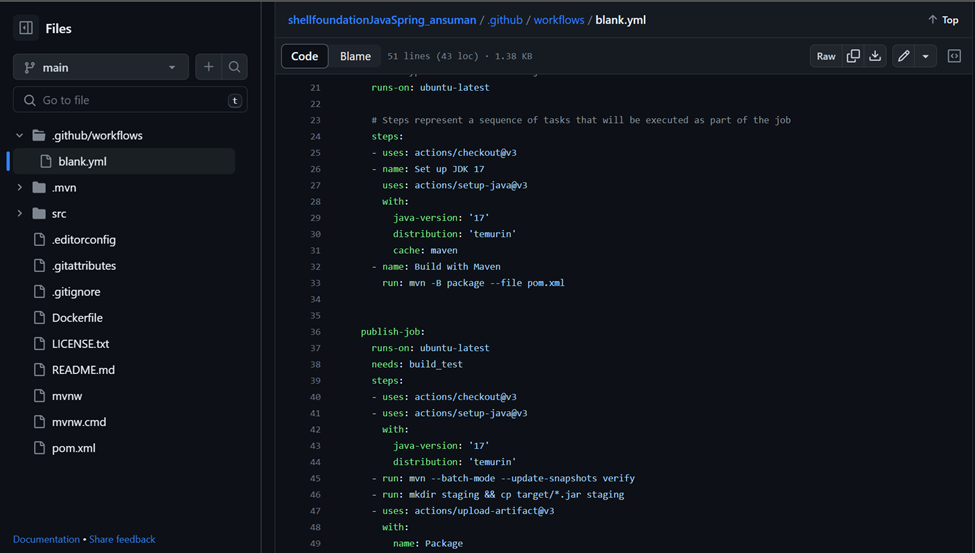 Files
main
Go to file
t
.github/workflows
blank.yml
.mvn
src
.editorconfig
.gitattributes
.gitignore
Dockerfile
LICENSE.txt
README.md
mvnw
mvnw.cmd
pom.xml
Documentation • Share feedback
shellfoundationJavaSpring_ansuman / .github / workflows / blank.yml
Top
Code Blame 51 lines (43 loc) · 1.38 KB
Raw
21 runs-on: ubuntu-latest
22
23 # Steps represent a sequence of tasks that will be executed as part of the job
24 steps:
25 - uses: actions/checkout@v3
26 - name: Set up JDK 17
27 uses: actions/setup-java@v3
28 with:
29 java-version: '17'
30 distribution: 'temurin'
31 cache: maven
32 - name: Build with Maven
33 run: mvn -B package --file pom.xml
34
35
36 publish-job:
37 runs-on: ubuntu-latest
38 needs: build_test
39 steps:
40 - uses: actions/checkout@v3
41 - uses: actions/setup-java@v3
42 with:
43 java-version: '17'
44 distribution: 'temurin'
45 - run: mvn --batch-mode --update-snapshots verify
46 - run: mkdir staging && cp target/*.jar staging
47 - uses: actions/upload-artifact@v3
48 with:
49 name: Package